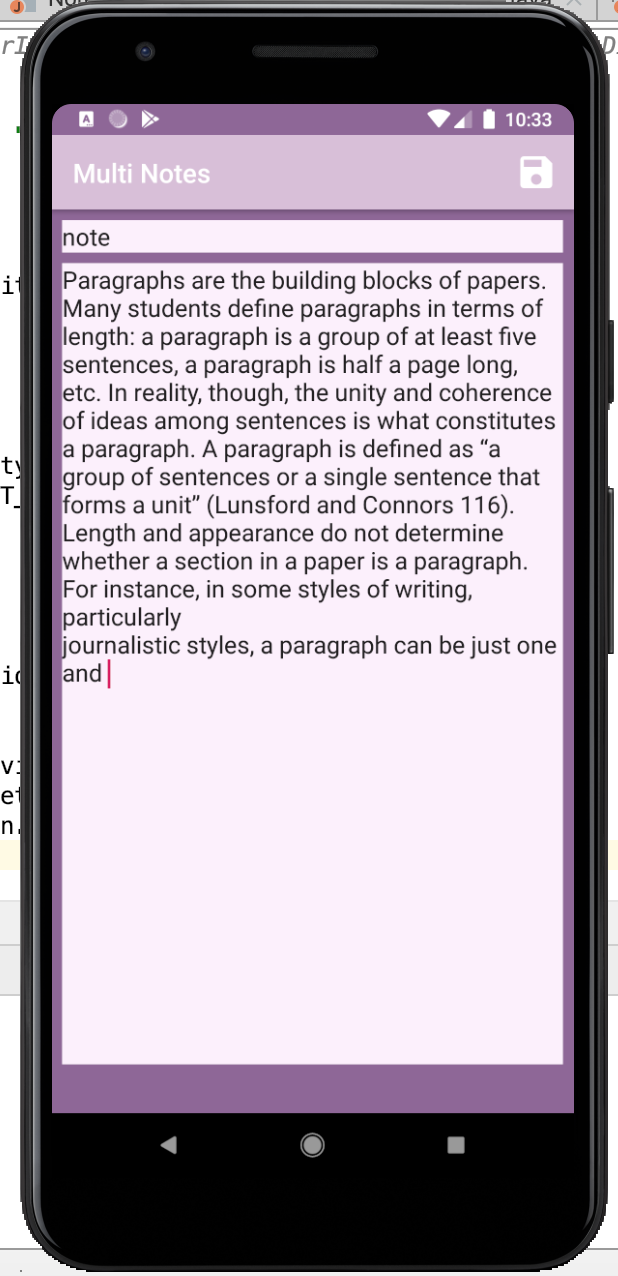 10:33
Multi Notes
note
Paragraphs are the building blocks of papers.
Many students define paragraphs in terms of
length: a paragraph is a group of at least five
sentences, a paragraph is half a page long,
etc. In reality, though, the unity and coherence
of ideas among sentences is what constitutes
a paragraph. A paragraph is defined as “a
group of sentences or a single sentence that
forms a unit” (Lunsford and Connors 116).
Length and appearance do not determine
whether a section in a paper is a paragraph.
For instance, in some styles of writing,
particularly
journalistic styles, a paragraph can be just one
and